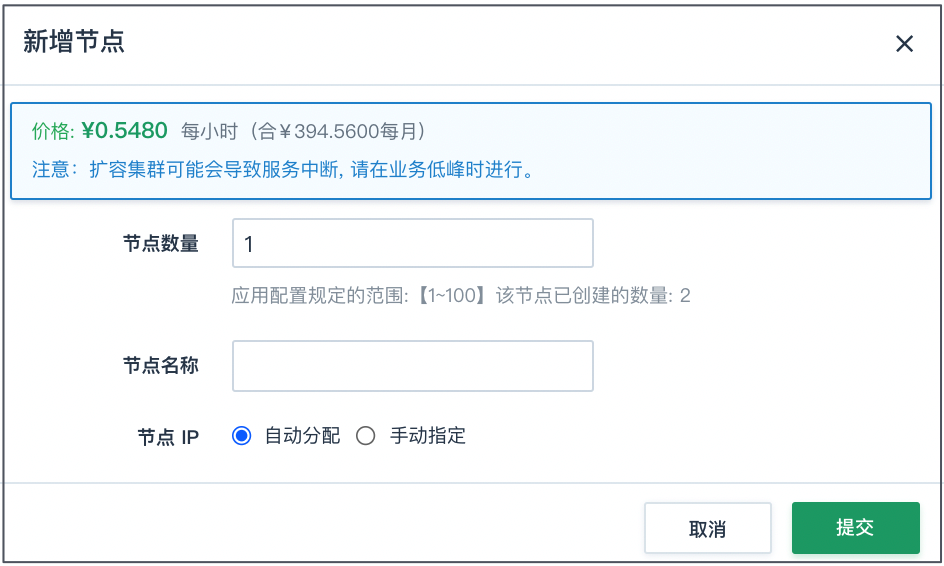 新增节点
价格: ¥0.5480 每小时（合¥394.5600每月）
注意：扩容集群可能会导致服务中断, 请在业务低峰时进行。
节点数量 1
应用配置规定的范围:【1~100】该节点已创建的数量: 2
节点名称
节点 IP 自动分配 手动指定
取消 提交